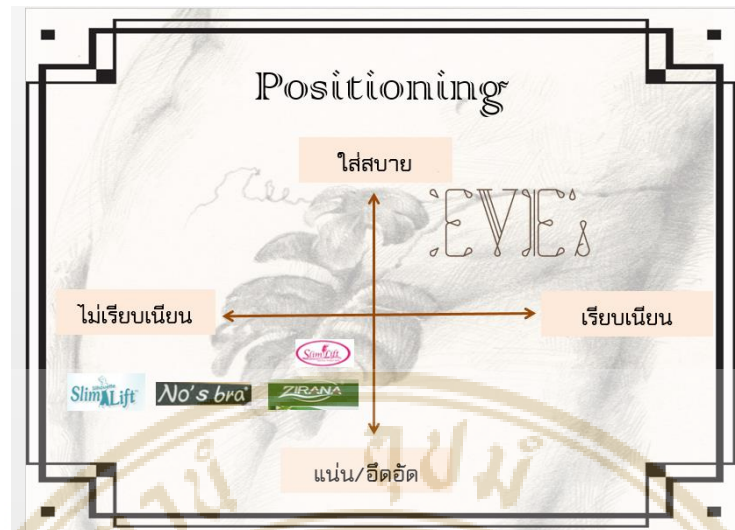 Positioning
ใส่สบาย
EVE
ไม่เรียบเนียน
เรียบเนียน
Slim Lift
Slim Lift
No's bra
ZIRANA
แน่น/อึดอัด